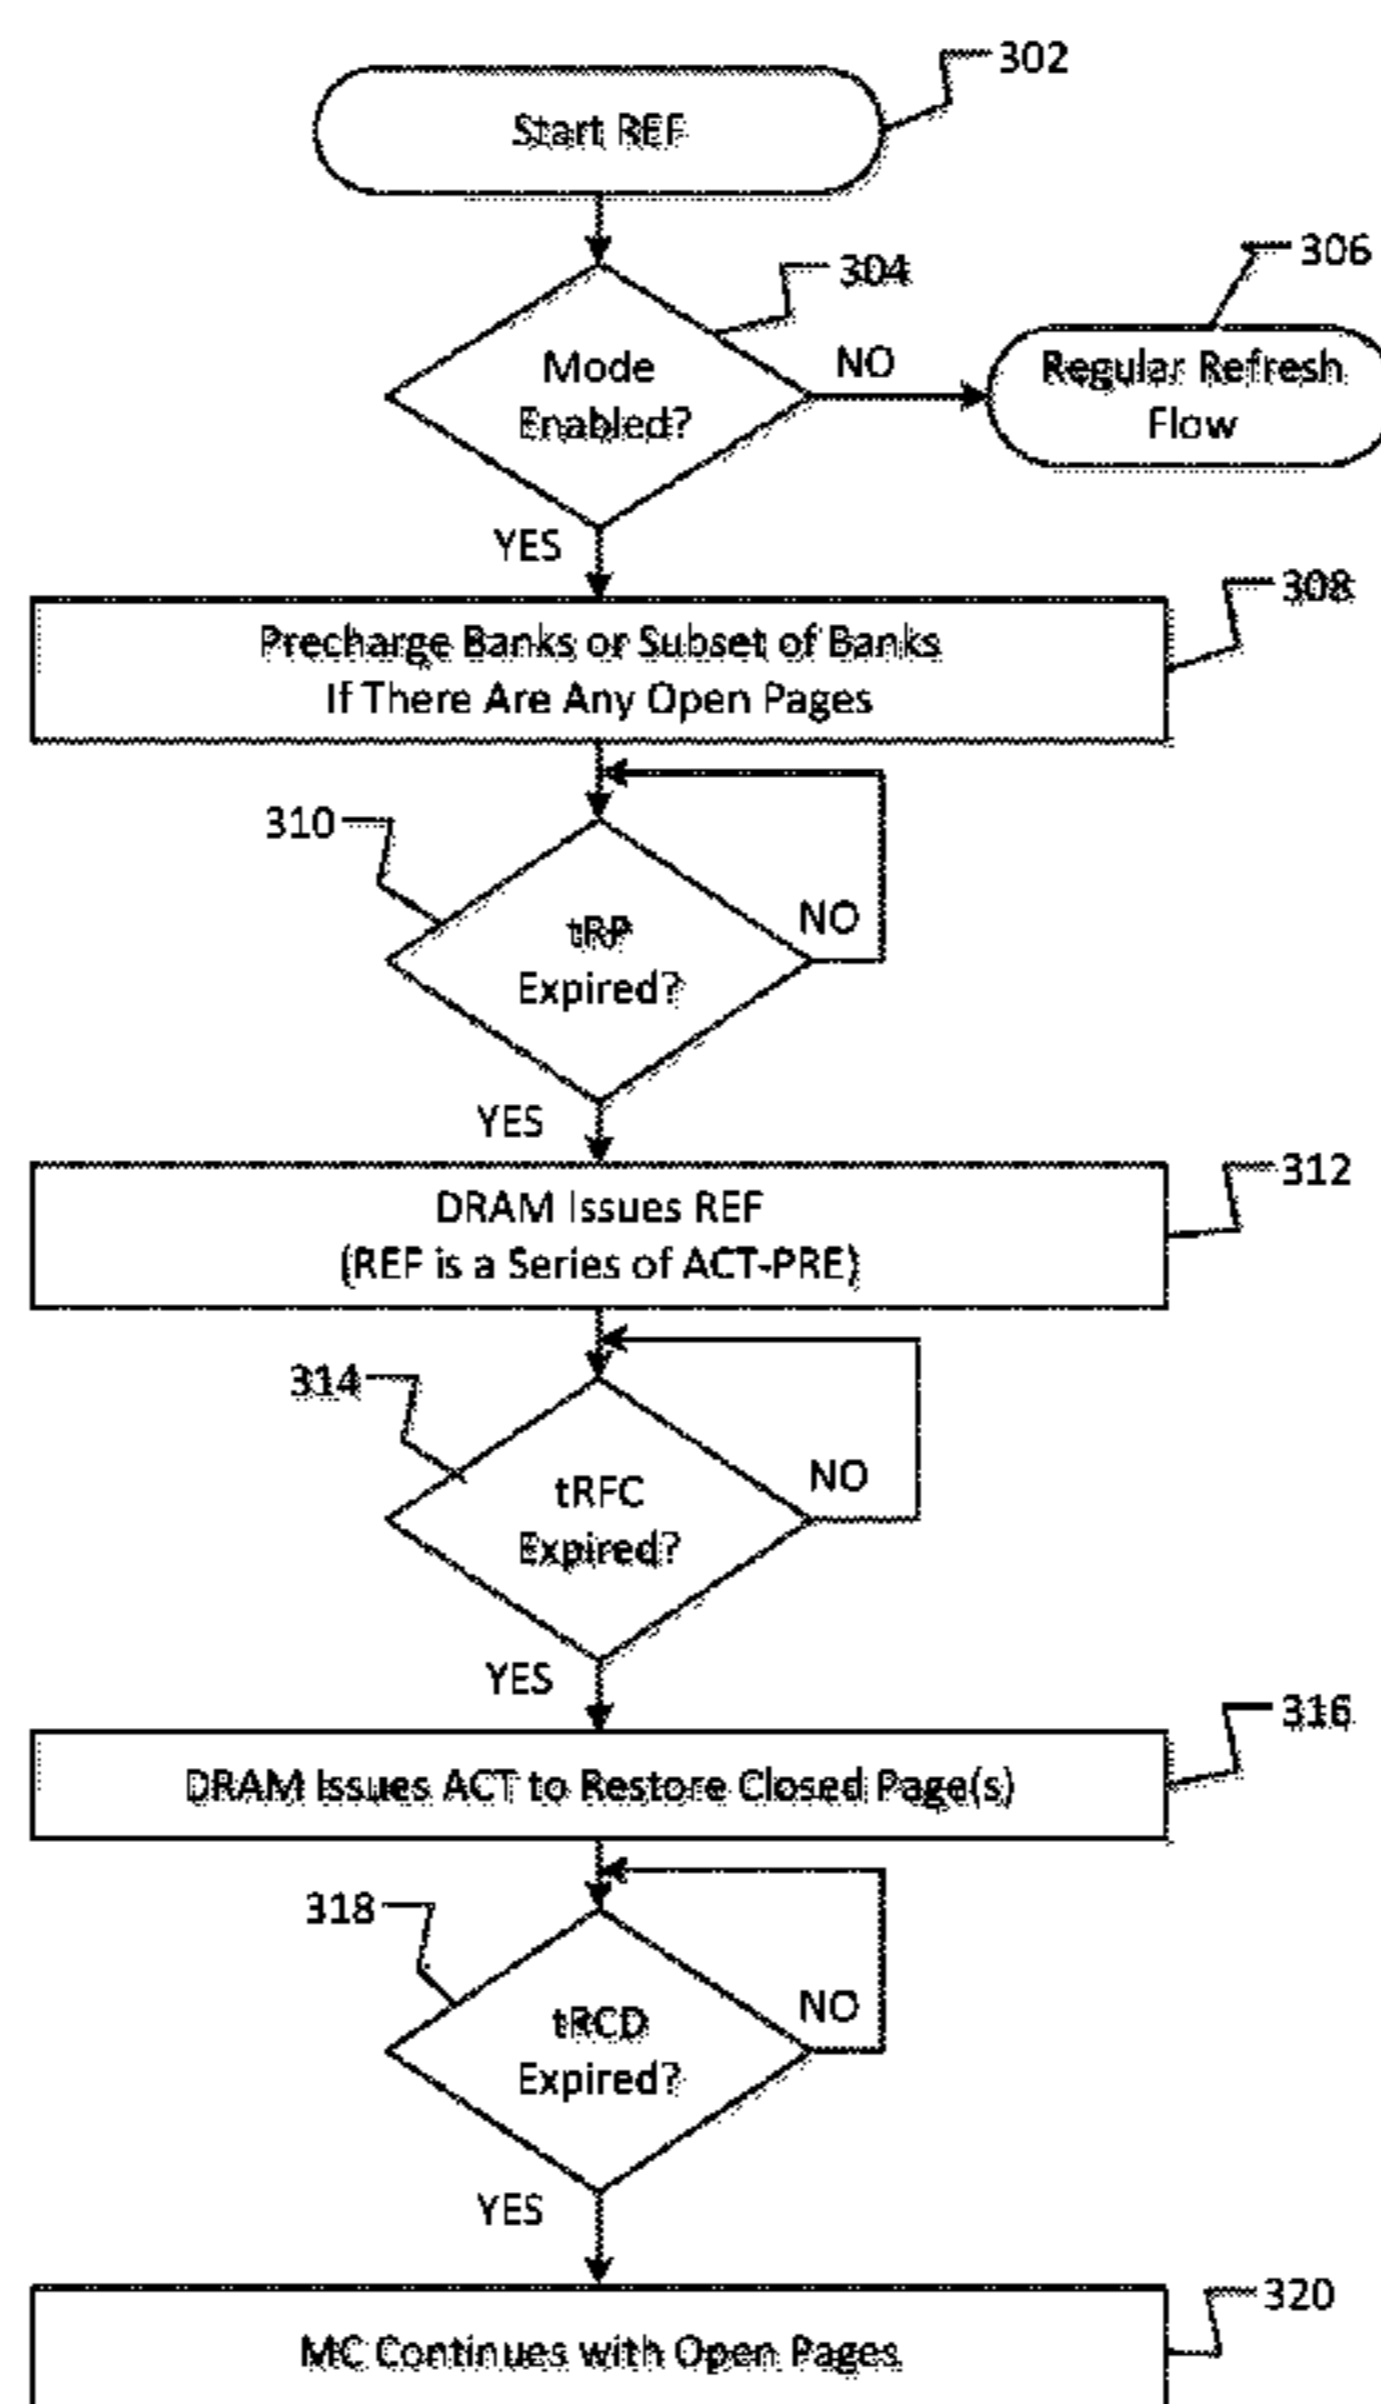 302
Start REF
304
306
Mode
Enabled?
NO
Regular Refresh
Flow
YES
308
Precharge Banks or Subset of Banks
If There Are Any Open Pages
310
NO
tRP
Expired?
YES
312
DRAM Issues REF
(REF is a Series of ACT-PRE)
314
NO
tRFC
Expired?
YES
316
DRAM Issues ACT to Restore Closed Page(s)
318
NO
tRCD
Expired?
YES
320
MC Continues with Open Pages